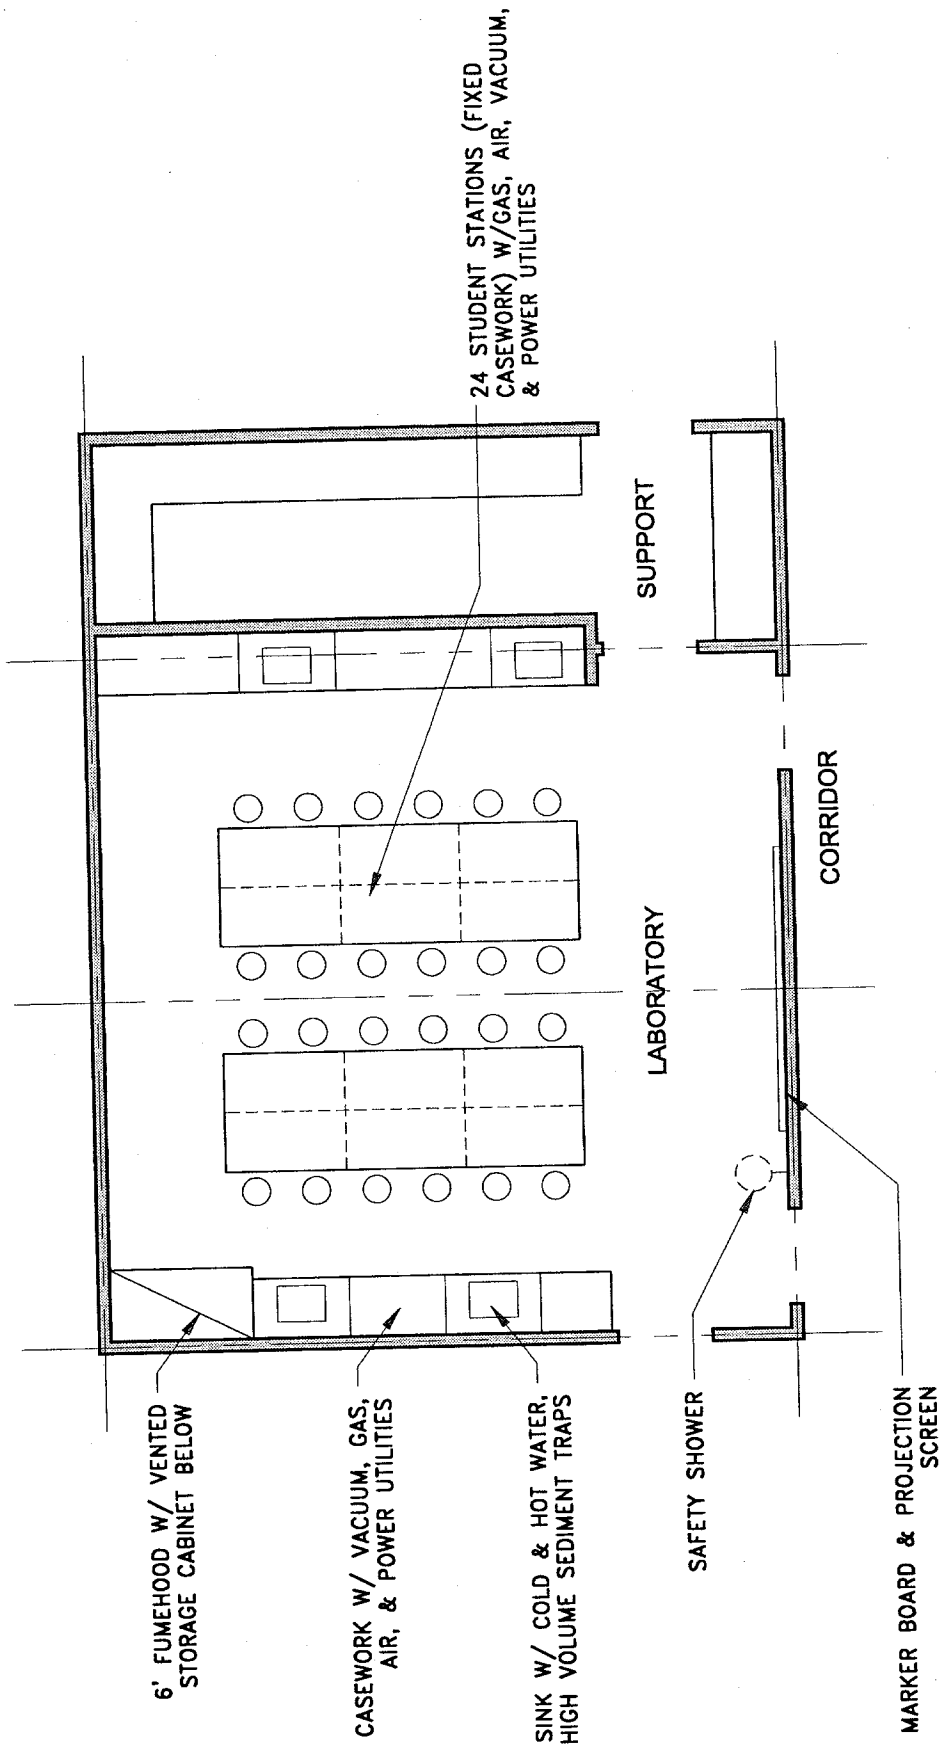 6' FUMEHOOD W/ VENTED
STORAGE CABINET BELOW
CASEWORK W/ VACUUM, GAS,
AIR, & POWER UTILITIES
SINK W/ COLD & HOT WATER,
HIGH VOLUME SEDIMENT TRAPS
SAFETY SHOWER
MARKER BOARD & PROJECTION
SCREEN
LABORATORY
CORRIDOR
SUPPORT
24 STUDENT STATIONS (FIXED
CASEWORK) W/GAS, AIR, VACUUM,
& POWER UTILITIES